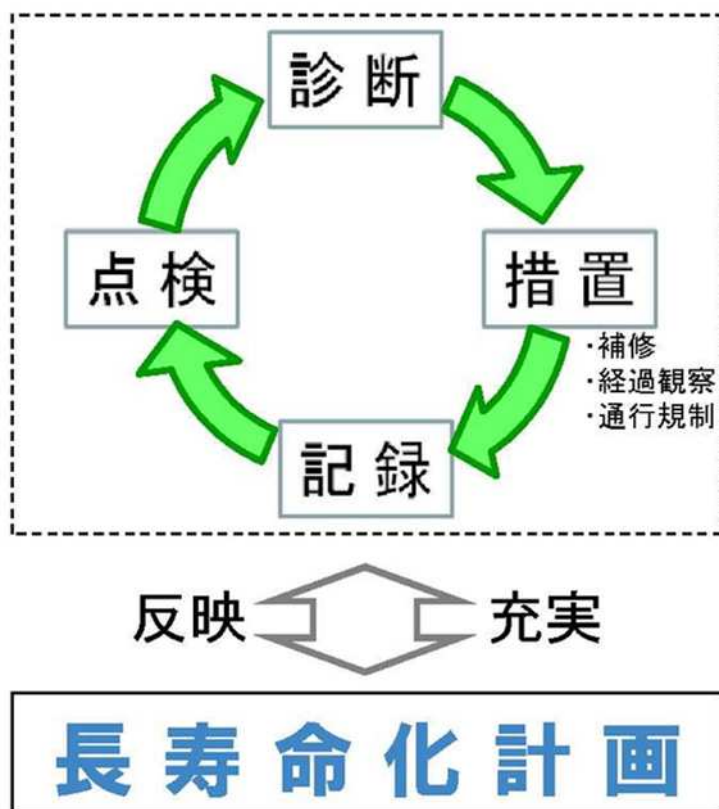 診断
点検
措置
・補修
・経過観察
・通行規制
記録
反映
充実
長寿命化計画